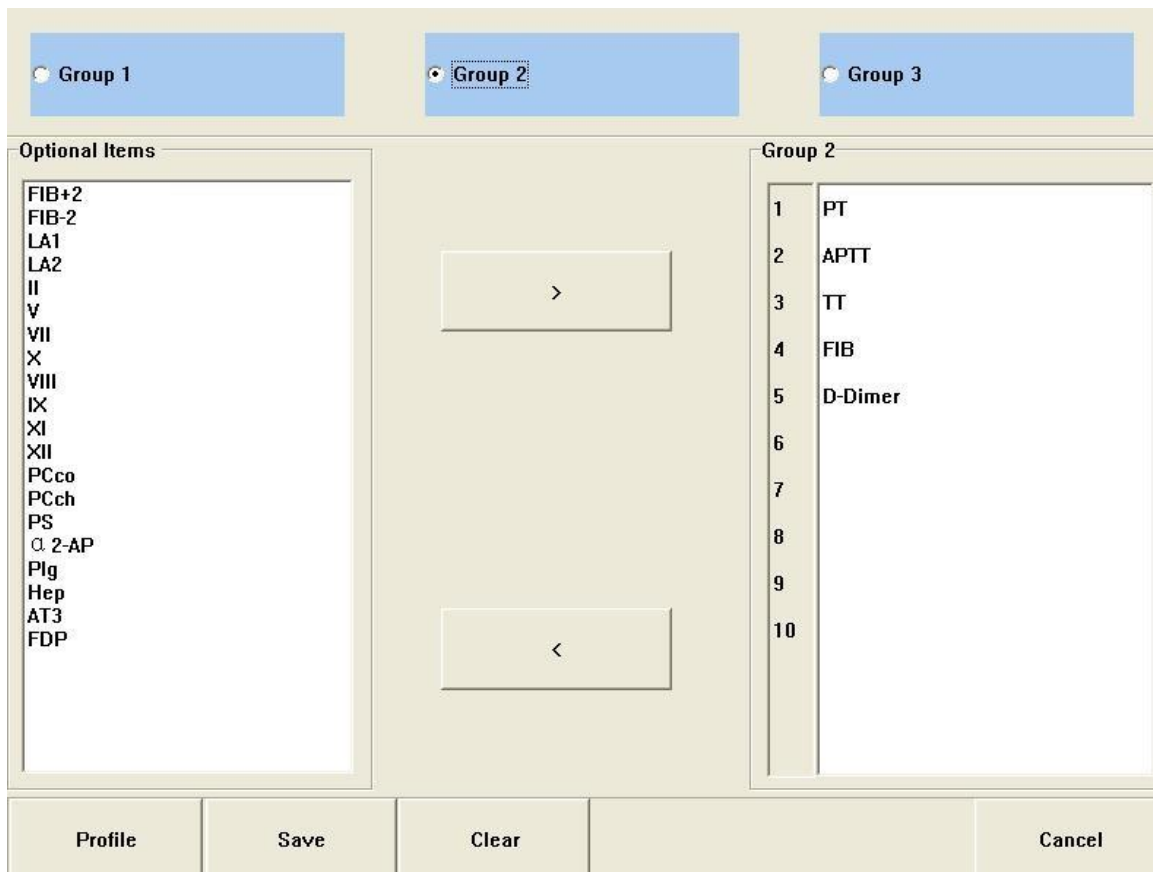 Group 1
Group 2
Group 3
Optional Items
FIB+2
FIB-2
LA1
LA2
II
V
VII
X
VIII
IX
XI
XII
PCco
PCch
PS
α2-AP
Plg
Hep
AT3
FDP
>
<
Group 2
1 PT
2 APTT
3 TT
4 FIB
5 D-Dimer
6
7
8
9
10
Profile
Save
Clear
Cancel